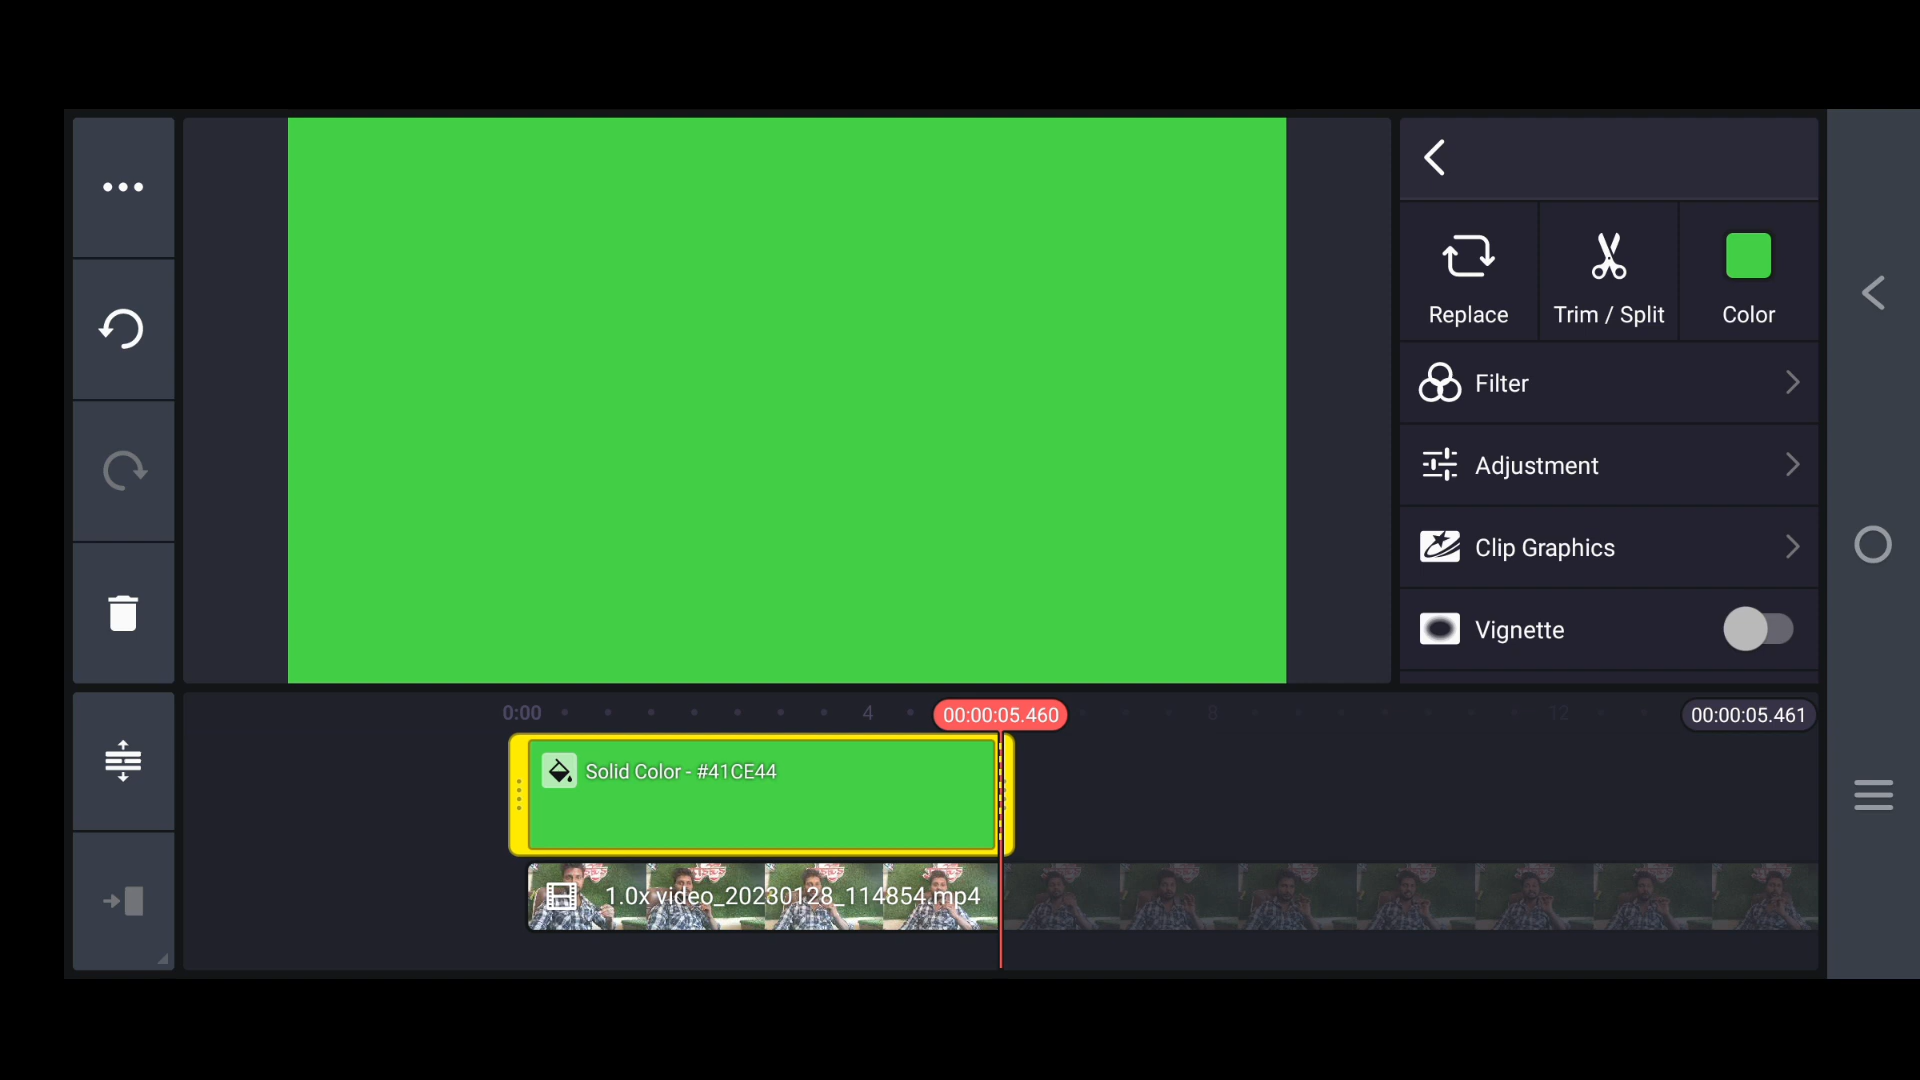 Replace
Trim / Split
Color
Filter
Adjustment
Clip Graphics
Vignette
0:00
4
00:00:05.460
8
12
00:00:05.461
Solid Color - #41CE44
1.0x video_20230128_114854.mp4